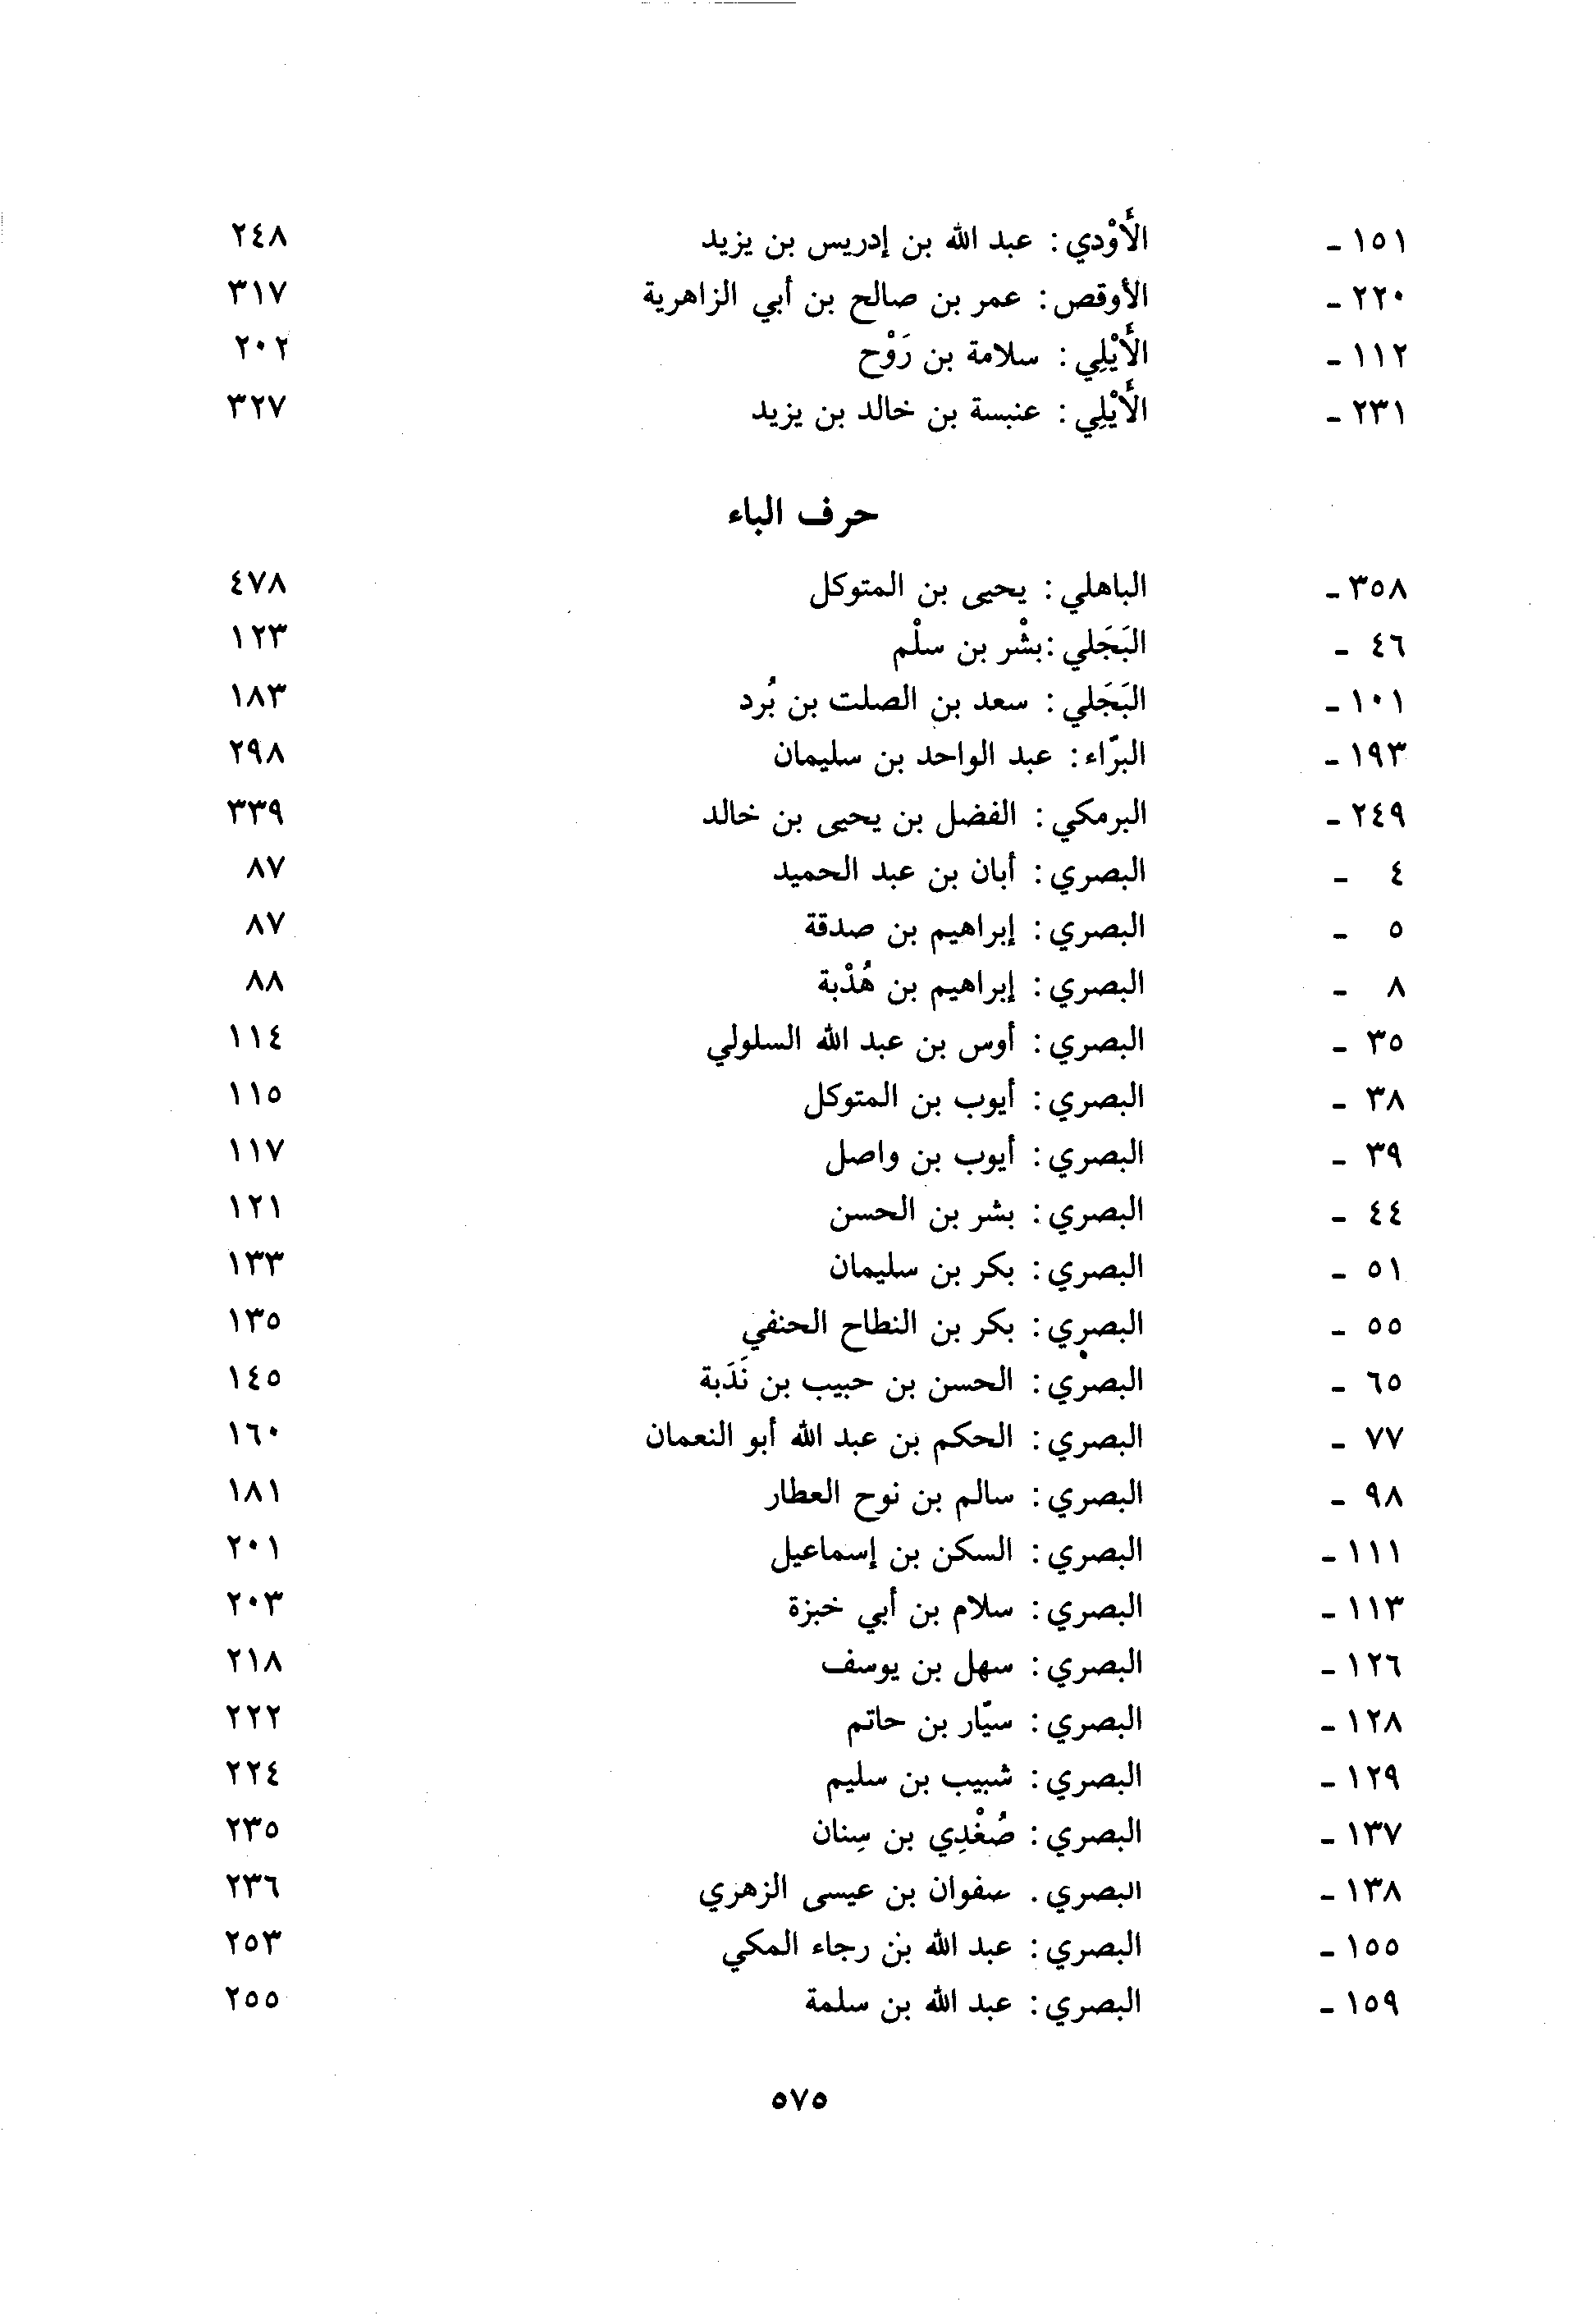 ١٥١ - الأَوْدي: عبد الله بن إدريس بن يزيد ٢٤٨
٢٢٠ - الأوقص: عمر بن صالح بن أبي الزاهرية ٣١٧
١١٢ - الأَيْلِي: سلامة بن رَوْح ٢٠٢
٢٣١ - الأَيْلِي: عنبسة بن خالد بن يزيد ٣٢٧
حرف الباء
٣٥٨ - الباهلي: يحيى بن المتوكل ٤٧٨
٤٦ - البَجَلي: بشْر بن سلْم ١٢٣
١٠١ - البَجَلي: سعد بن الصلت بن بُرد ١٨٣
١٩٣ - البرّاء: عبد الواحد بن سليمان ٢٩٨
٢٤٩ - البرمكي: الفضل بن يحيى بن خالد ٣٣٩
٤ - البصري: أبان بن عبد الحميد ٨٧
٥ - البصري: إبراهيم بن صدقة ٨٧
٨ - البصري: إبراهيم بن هُدْبة ٨٨
٣٥ - البصري: أوس بن عبد الله السلولي ١١٤
٣٨ - البصري: أيوب بن المتوكل ١١٥
٣٩ - البصري: أيوب بن واصل ١١٧
٤٤ - البصري: بشر بن الحسن ١٢١
٥١ - البصري: بكر بن سليمان ١٣٣
٥٥ - البصري: بكر بن النطاح الحنفي ١٣٥
٦٥ - البصري: الحسن بن حبيب بن نَدَبة ١٤٥
٧٧ - البصري: الحكم بن عبد الله أبو النعمان ١٦٠
٩٨ - البصري: سالم بن نوح العطار ١٨١
١١١ - البصري: السكن بن إسماعيل ٢٠١
١١٣ - البصري: سلام بن أبي خبزة ٢٠٣
١٢٦ - البصري: سهل بن يوسف ٢١٨
١٢٨ - البصري: سيّار بن حاتم ٢٢٢
١٢٩ - البصري: شبيب بن سليم ٢٢٤
١٣٧ - البصري: صُغْدِي بن سِنان ٢٣٥
١٣٨ - البصري: صفوان بن عيسى الزهري ٢٣٦
١٥٥ - البصري: عبد الله بن رجاء المكي ٢٥٣
١٥٩ - البصري: عبد الله بن سلمة ٢٥٥
٥٧٥